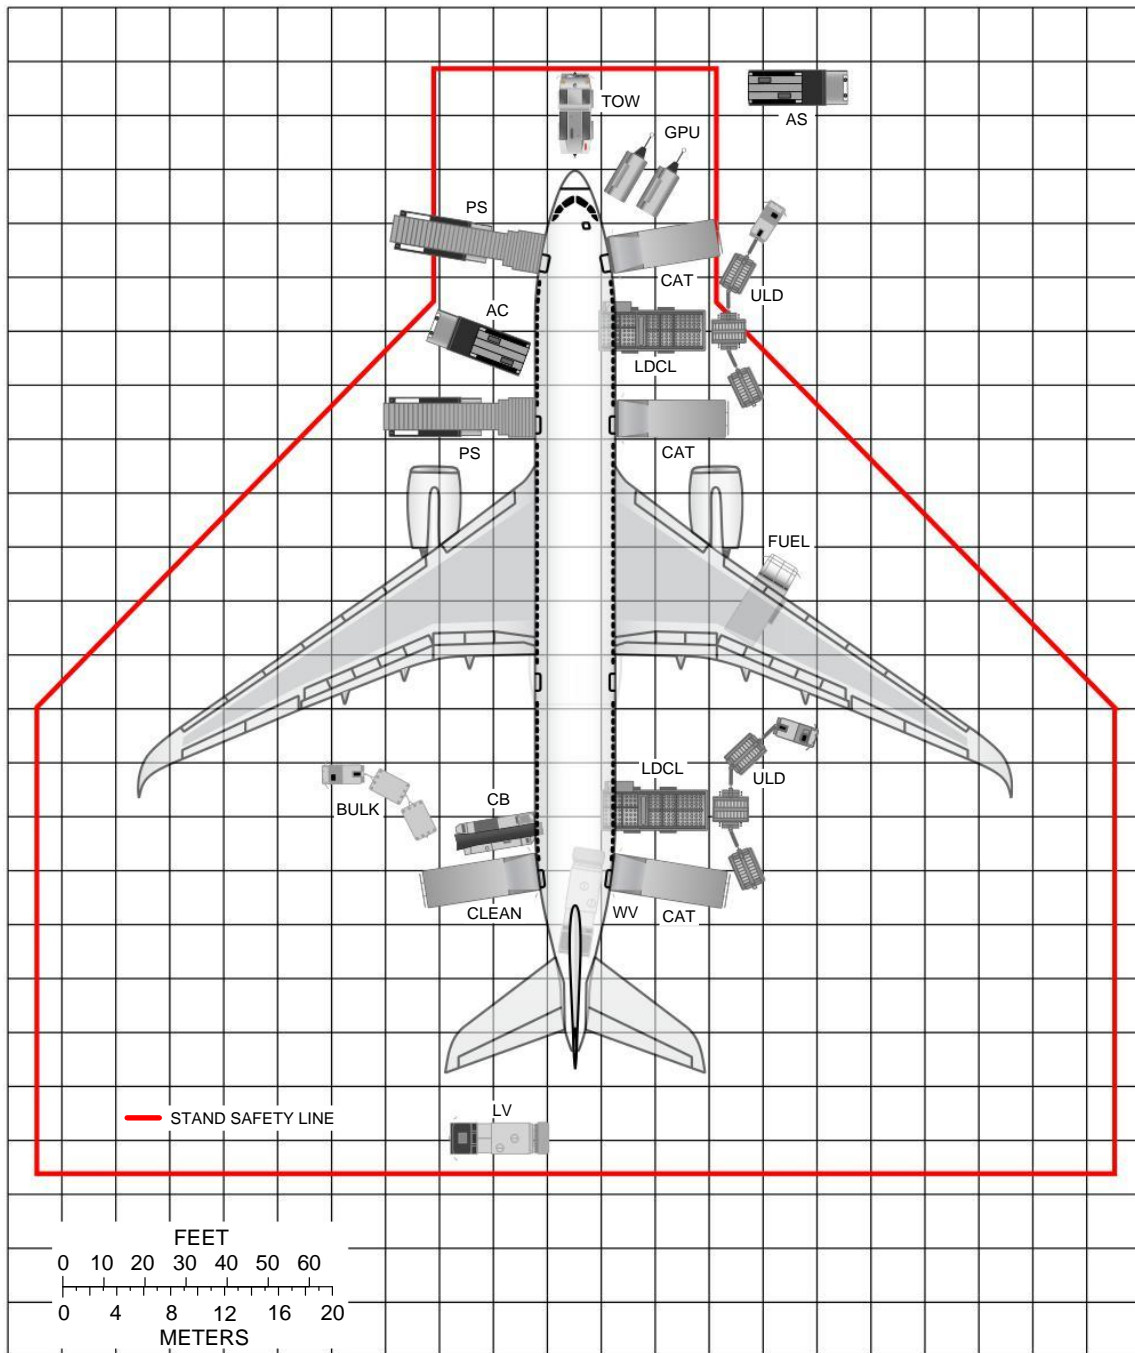 TOW
AS
GPU
PS
CAT
ULD
AC
LDCL
PS
CAT
FUEL
LDCL
ULD
BULK
CB
CLEAN
WV
CAT
LV
STAND SAFETY LINE
FEET
0 10 20 30 40 50 60
0 4 8 12 16 20
METERS